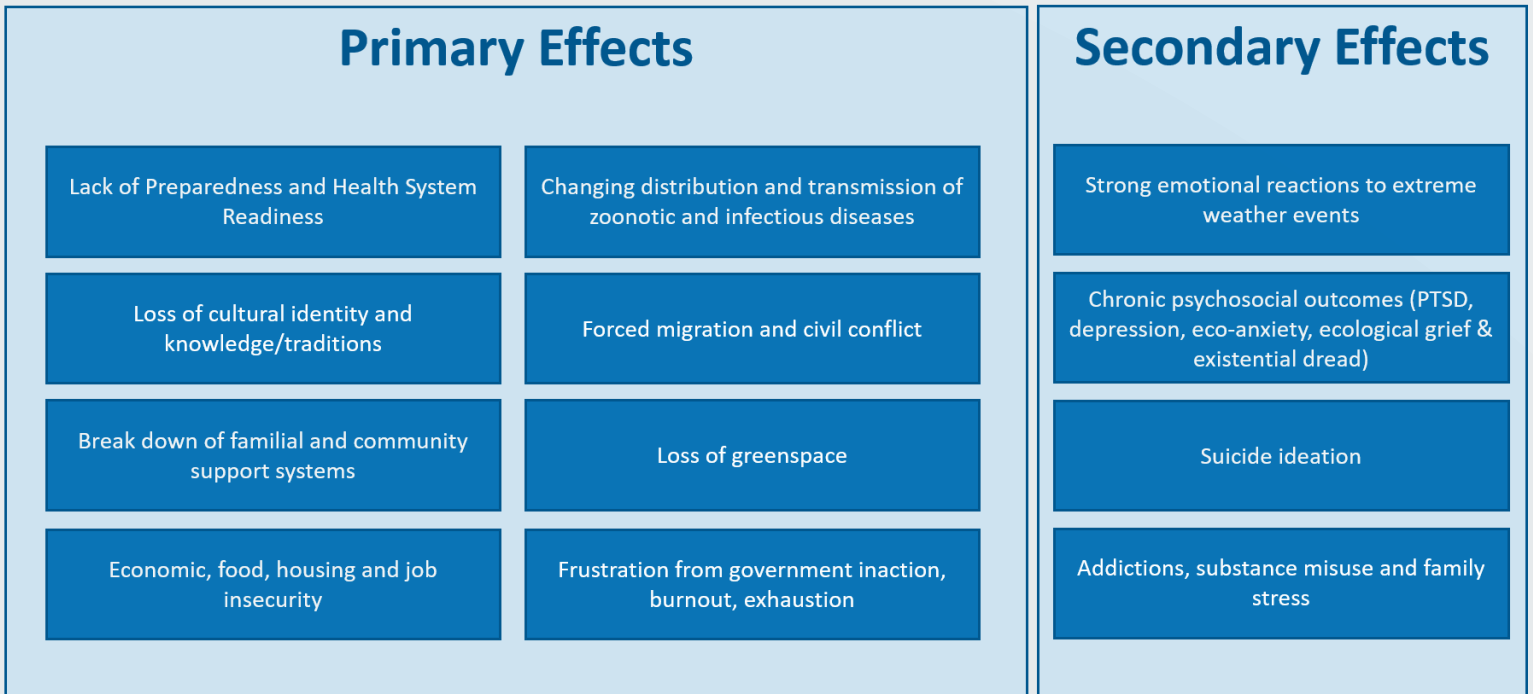 Primary Effects
Lack of Preparedness and Health System
Readiness
Changing distribution and transmission of
zoonotic and infectious diseases
Loss of cultural identity and
knowledge/traditions
Forced migration and civil conflict
Break down of familial and community
support systems
Loss of greenspace
Economic, food, housing and job
insecurity
Frustration from government inaction,
burnout, exhaustion
Secondary Effects
Strong emotional reactions to extreme
weather events
Chronic psychosocial outcomes (PTSD,
depression, eco-anxiety, ecological grief &
existential dread)
Suicide ideation
Addictions, substance misuse and family
stress